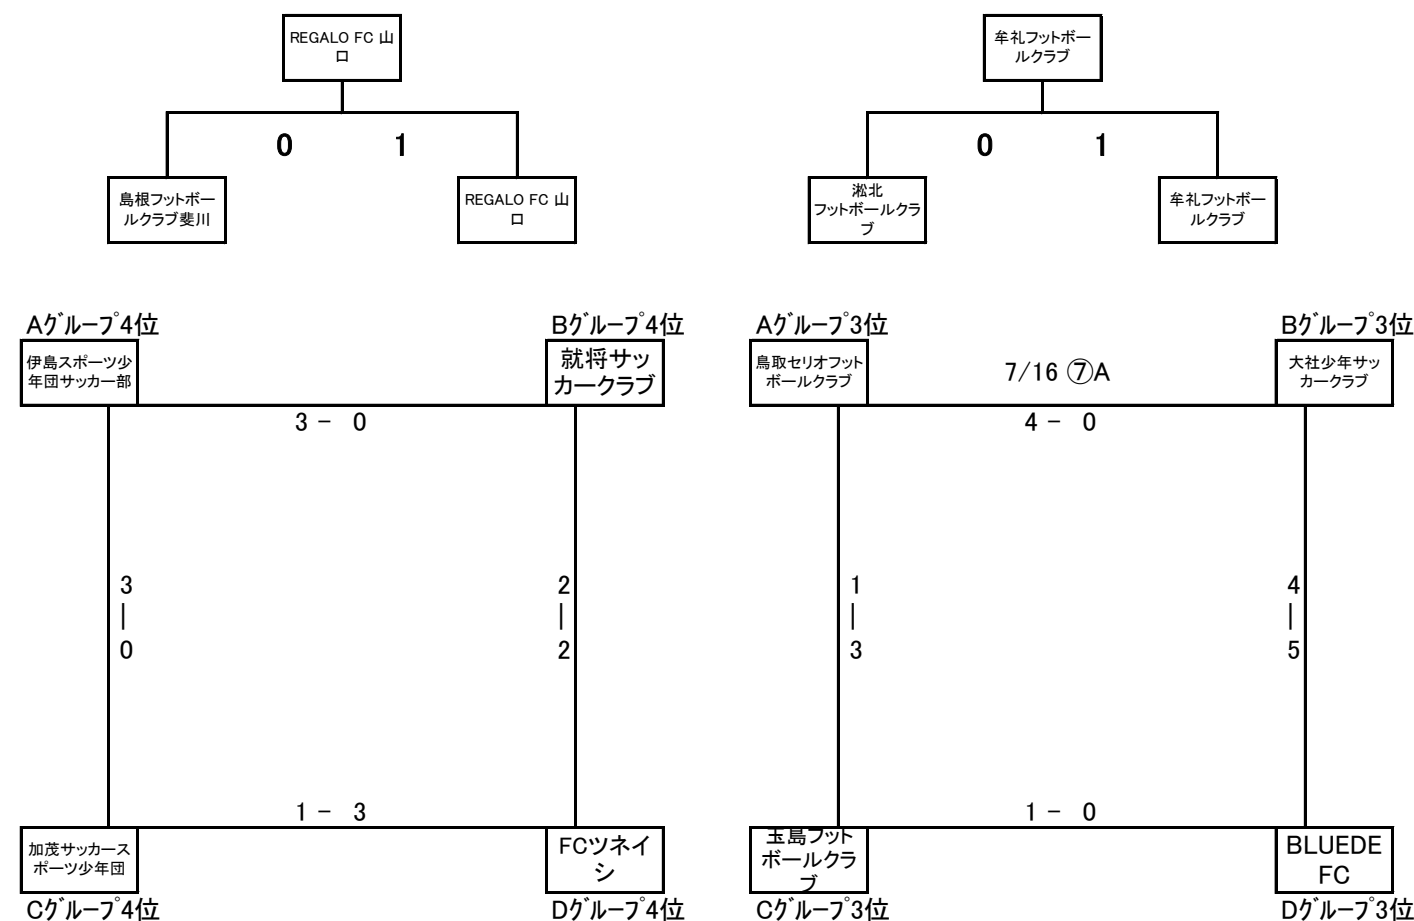 REGALO FC 山
口
牟礼フットボー
ルクラブ
0 1
0 1
島根フットボー
ルクラブ斐川
REGALO FC 山
口
淞北
フットボールクラ
ブ
牟礼フットボー
ルクラブ
Aｸﾞﾙｰﾌﾟ4位
Bｸﾞﾙｰﾌﾟ4位
Aｸﾞﾙｰﾌﾟ3位
Bｸﾞﾙｰﾌﾟ3位
伊島スポーツ少
年団サッカー部
就将サッ
カークラブ
鳥取セリオフット
ボールクラブ
7/16 ⑦A
大社少年サッ
カークラブ
3 － 0
4 － 0
3
|
0
2
|
2
1
|
3
4
|
5
1 － 3
1 － 0
加茂サッカース
ポーツ少年団
FCツネイ
シ
玉島フット
ボールクラ
ブ
BLUEDE
FC
Cｸﾞﾙｰﾌﾟ4位
Dｸﾞﾙｰﾌﾟ4位
Cｸﾞﾙｰﾌﾟ3位
Dｸﾞﾙｰﾌﾟ3位